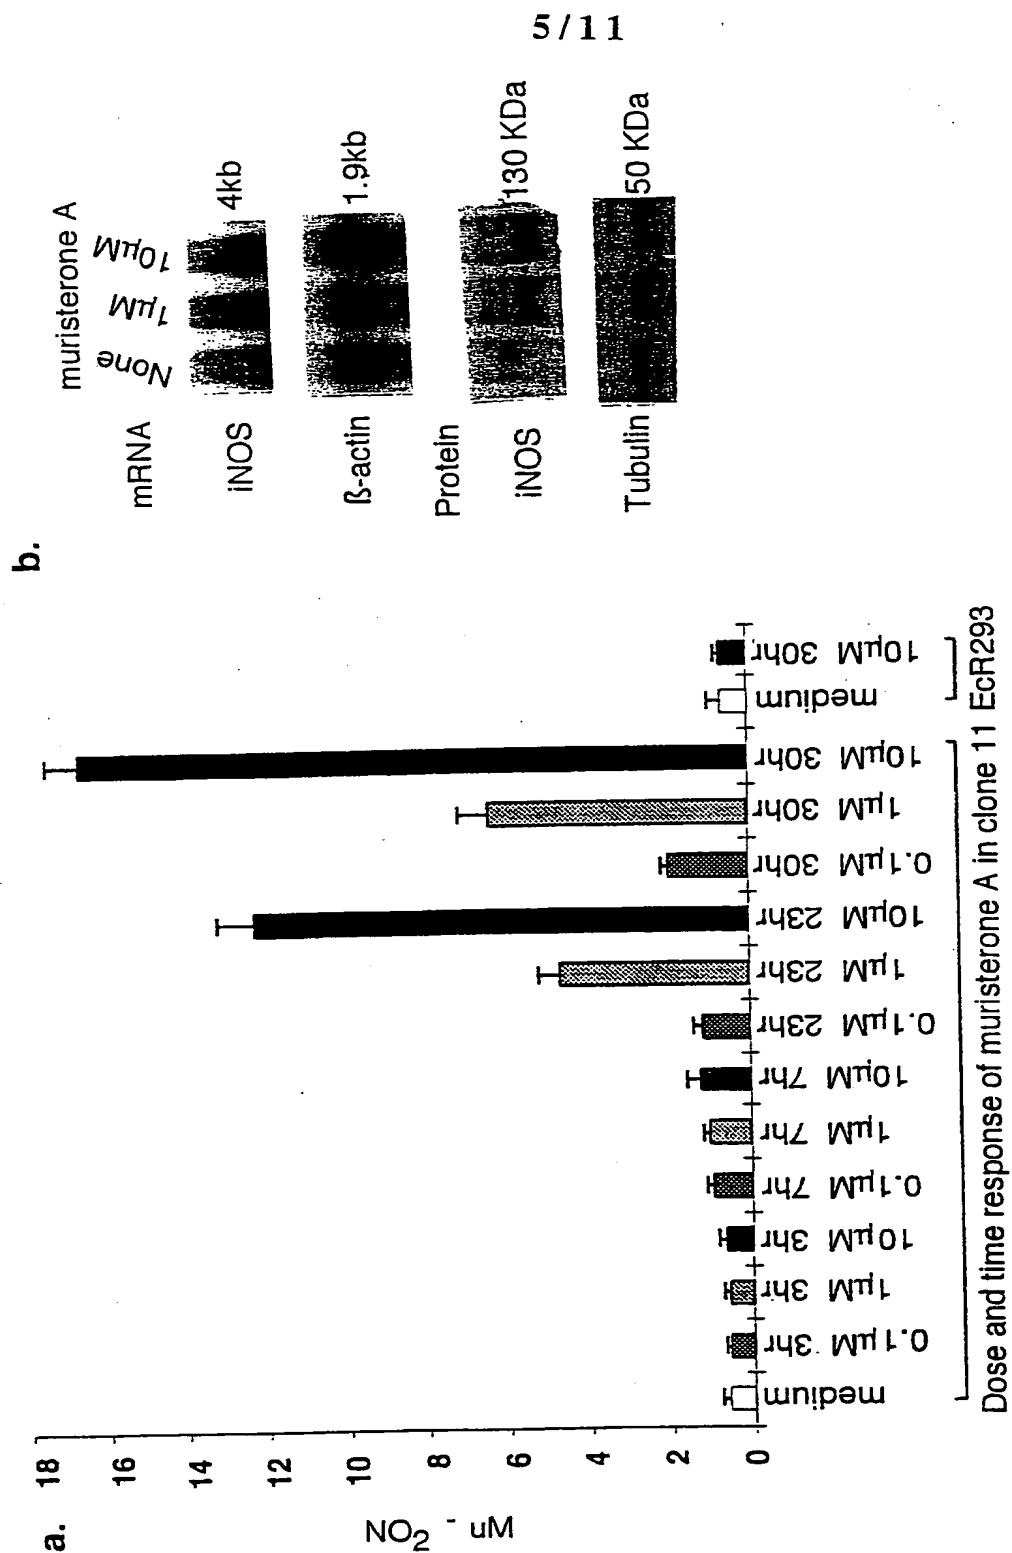 5/11
a.
NO2 - uM
18
16
14
12
10
8
6
4
2
0
medium
0.1µM 3hr
1µM 3hr
10µM 3hr
0.1µM 7hr
1µM 7hr
10µM 7hr
0.1µM 23hr
1µM 23hr
10µM 23hr
0.1µM 30hr
1µM 30hr
10µM 30hr
medium
10µM 30hr
Dose and time response of muristerone A in clone 11 EcR293
b.
muristerone A
None 1µM 10µM
mRNA
iNOS 4kb
ß-actin 1.9kb
Protein
iNOS 130 KDa
Tubulin 50 KDa